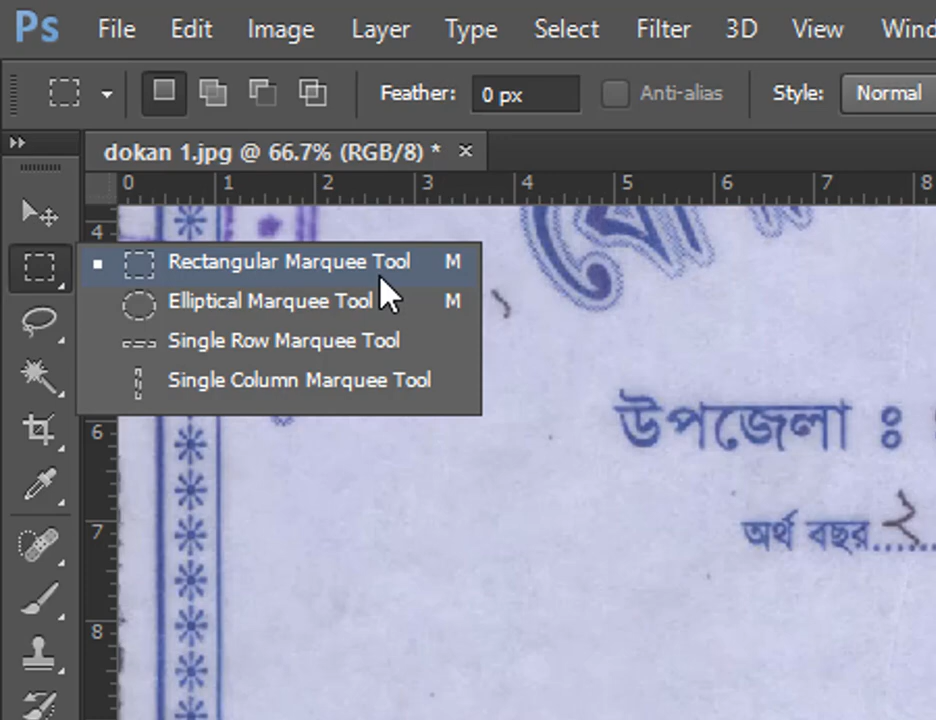 Ps File Edit Image Layer Type Select Filter 3D View Wind
Feather: 0 px Anti-alias Style: Normal
dokan 1.jpg @ 66.7% (RGB/8) * ×
0 1 2 3 4 5 6 7 8
4
Rectangular Marquee Tool M
Elliptical Marquee Tool M
Single Row Marquee Tool
Single Column Marquee Tool
6
উপজেলা ঃ
7
অর্থ বছর......২
8